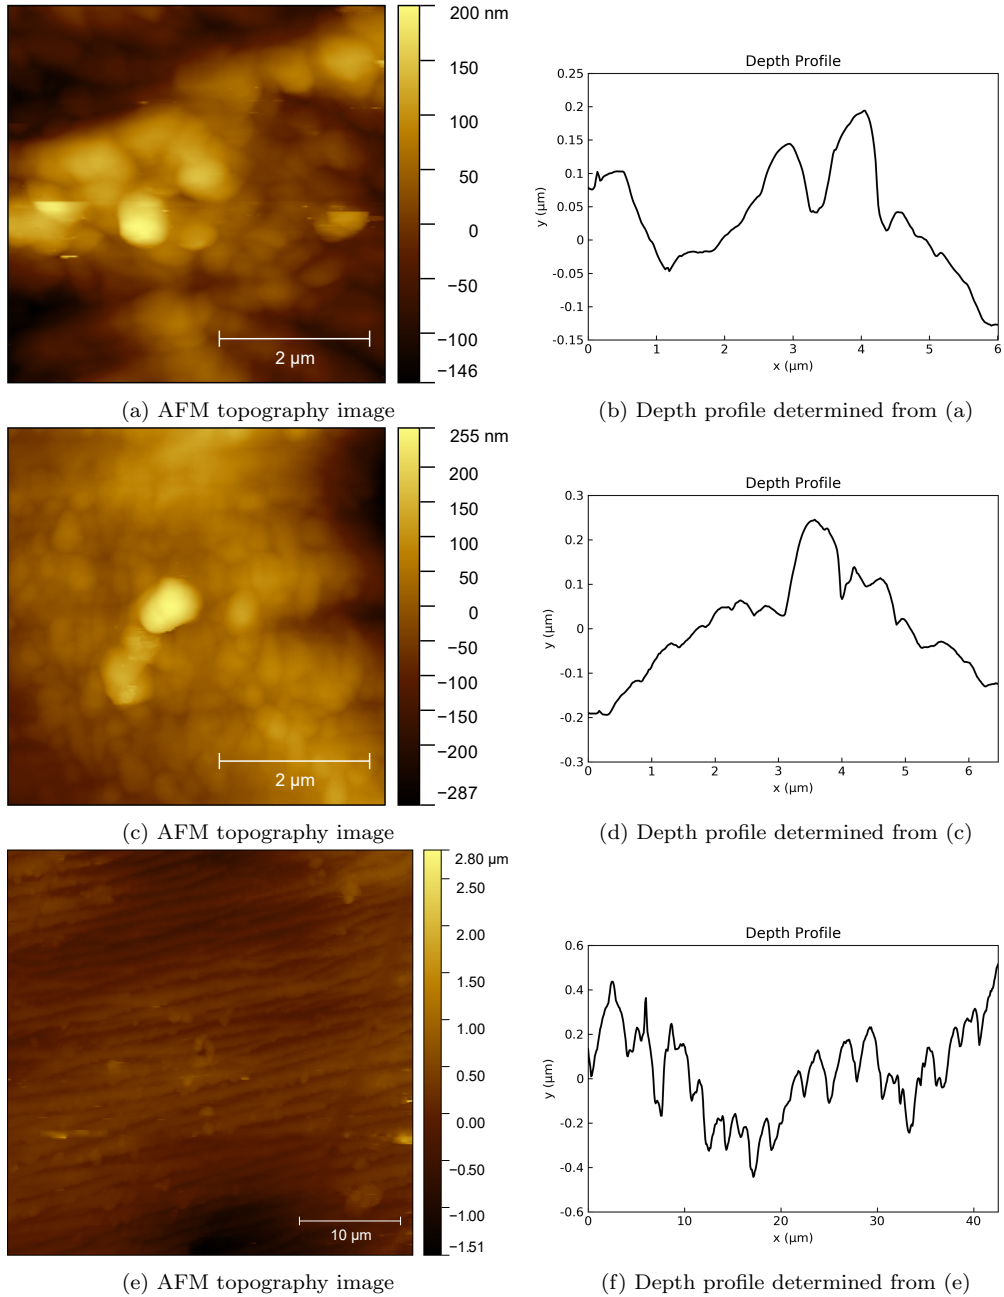 200 nm
150
100
50
0
−50
−100
−146
2 µm
(a) AFM topography image
Depth Profile
0.25
0.2
0.15
0.1
0.05
0
-0.05
-0.1
-0.15
y (µm)
0 1 2 3 4 5 6
x (µm)
(b) Depth profile determined from (a)
255 nm
200
150
100
50
0
−50
−100
−150
−200
−287
2 µm
(c) AFM topography image
Depth Profile
0.3
0.2
0.1
0
-0.1
-0.2
-0.3
y (µm)
0 1 2 3 4 5 6
x (µm)
(d) Depth profile determined from (c)
2.80 µm
2.50
2.00
1.50
1.00
0.50
0.00
−0.50
−1.00
−1.51
10 µm
(e) AFM topography image
Depth Profile
0.6
0.4
0.2
0
-0.2
-0.4
-0.6
y (µm)
0 10 20 30 40
x (µm)
(f) Depth profile determined from (e)